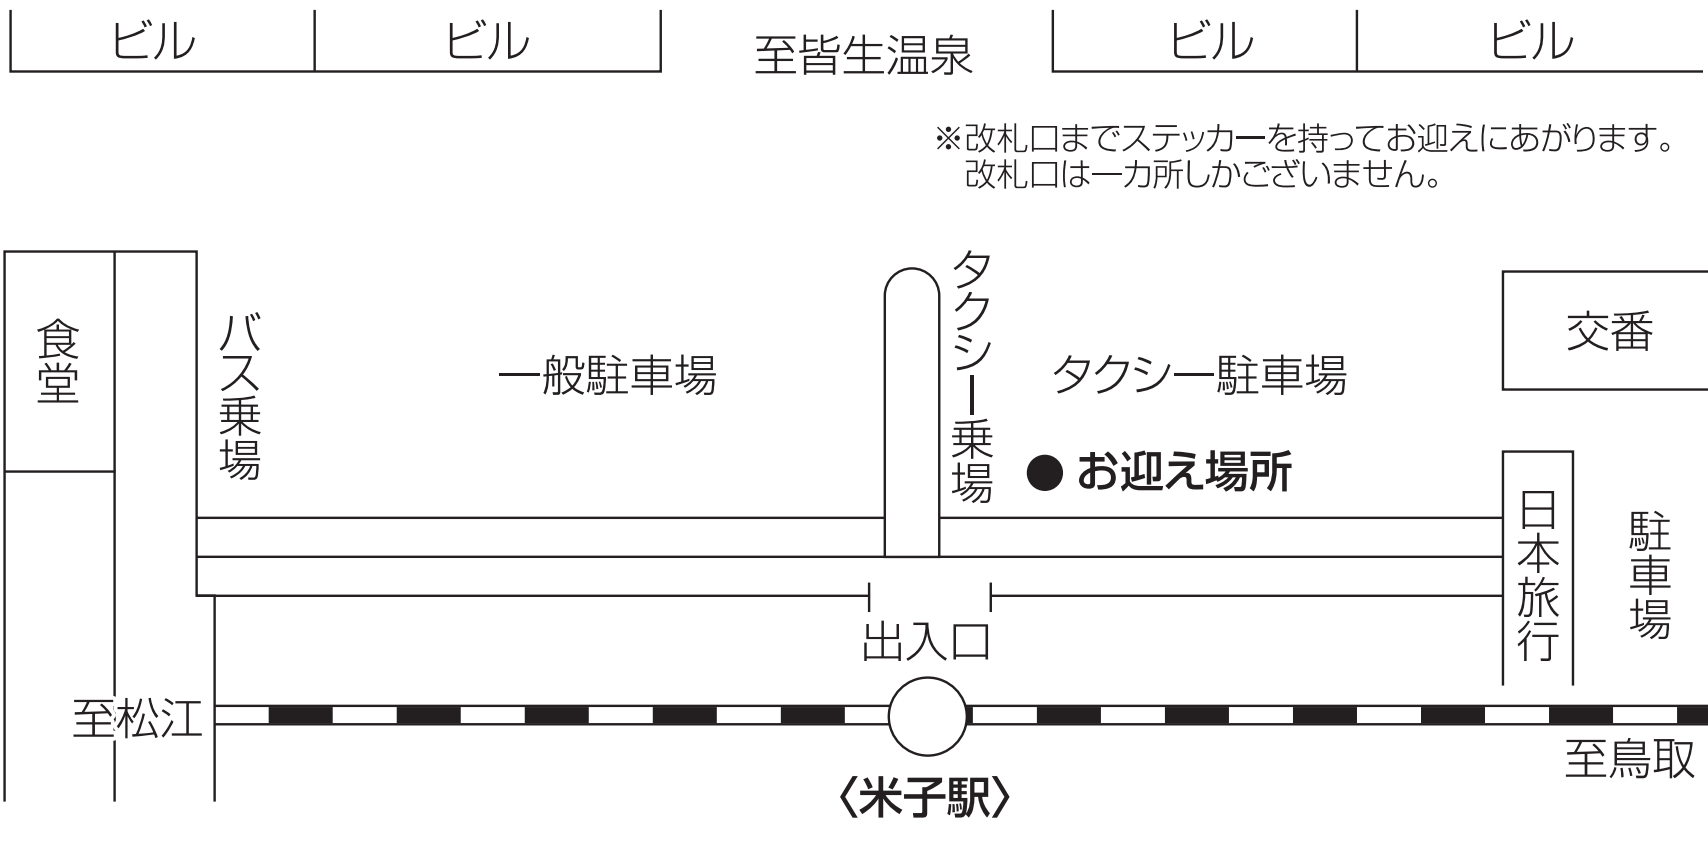 ビル
ビル
至皆生温泉
ビル
ビル
※改札口までステッカーを持ってお迎えにあがります。
改札口は一カ所しかございません。
食堂
バス乗場
一般駐車場
タクシー乗場
タクシー駐車場
●お迎え場所
交番
日本旅行
駐車場
出入口
至松江
至鳥取
〈米子駅〉